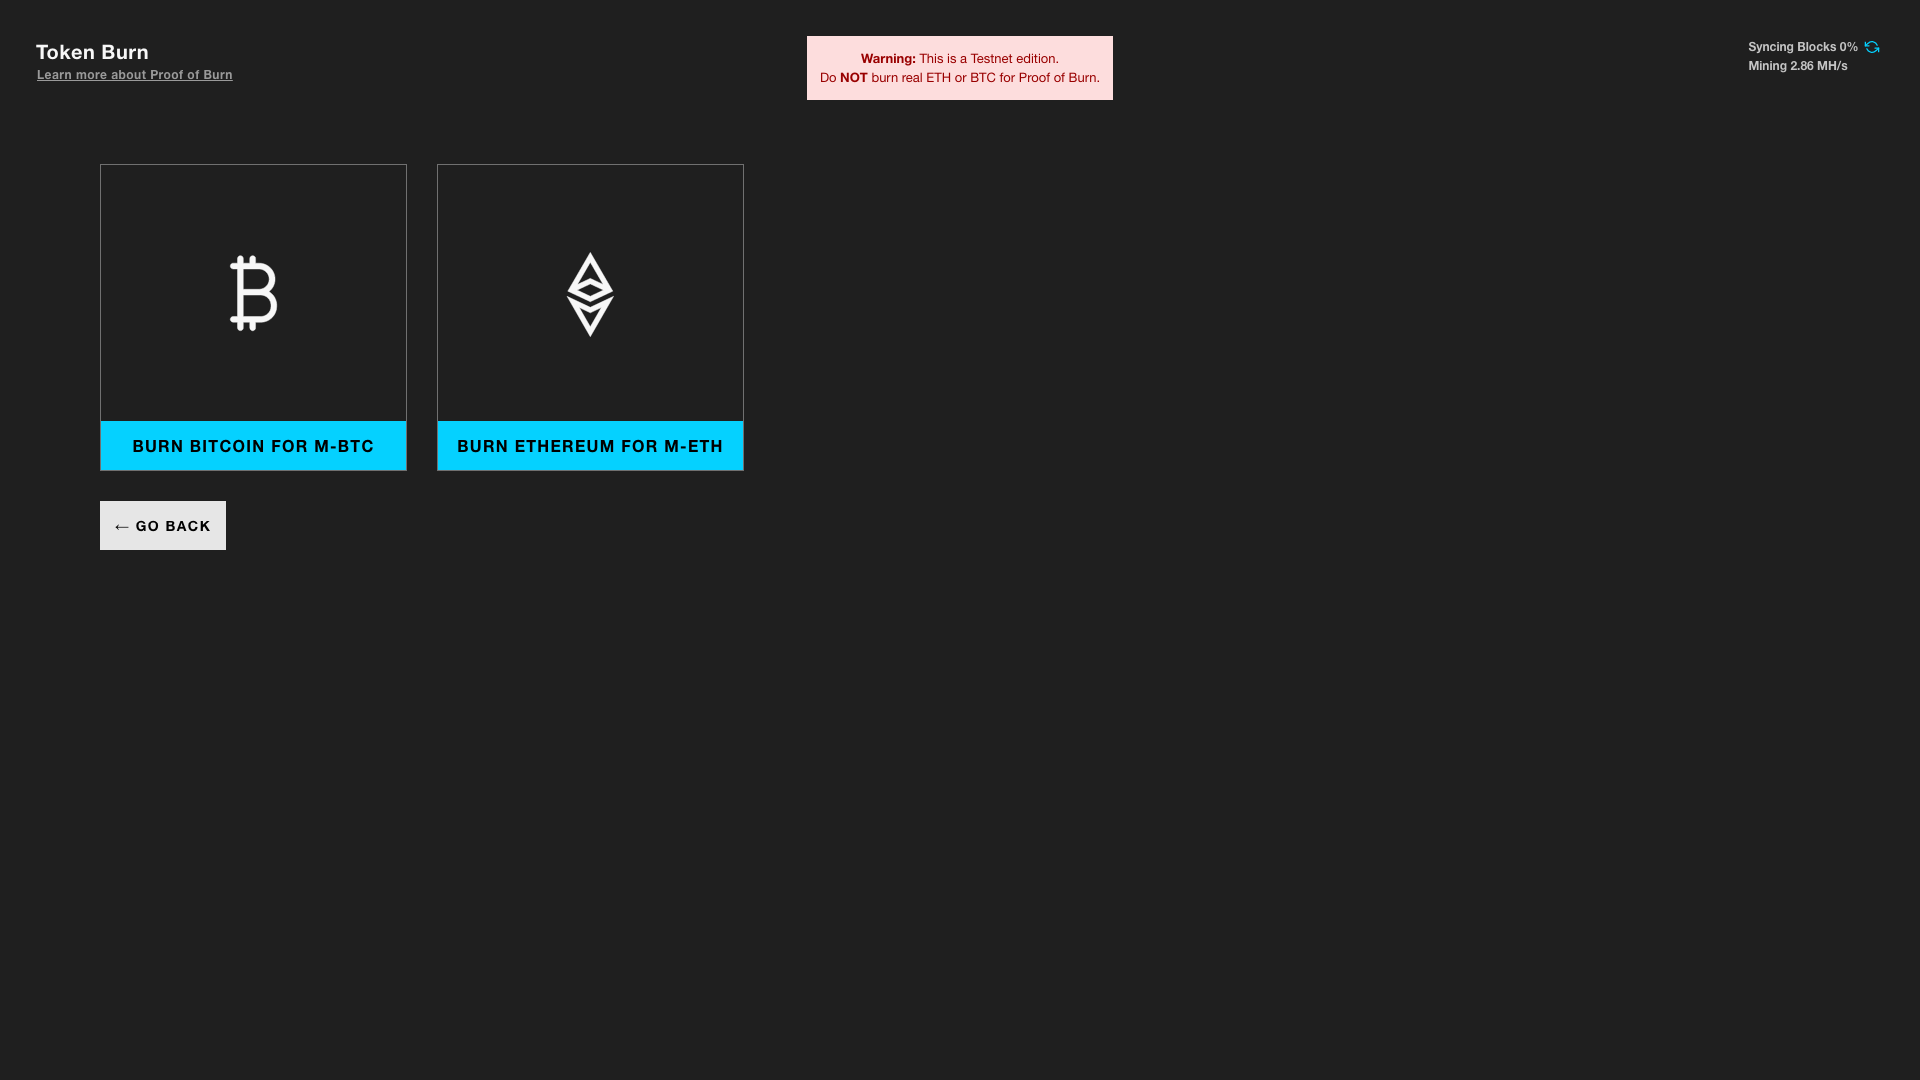 Token Burn
Learn more about Proof of Burn
Warning: This is a Testnet edition.
Do NOT burn real ETH or BTC for Proof of Burn.
Syncing Blocks 0%
Mining 2.86 MH/s
BURN BITCOIN FOR M-BTC
BURN ETHEREUM FOR M-ETH
← GO BACK